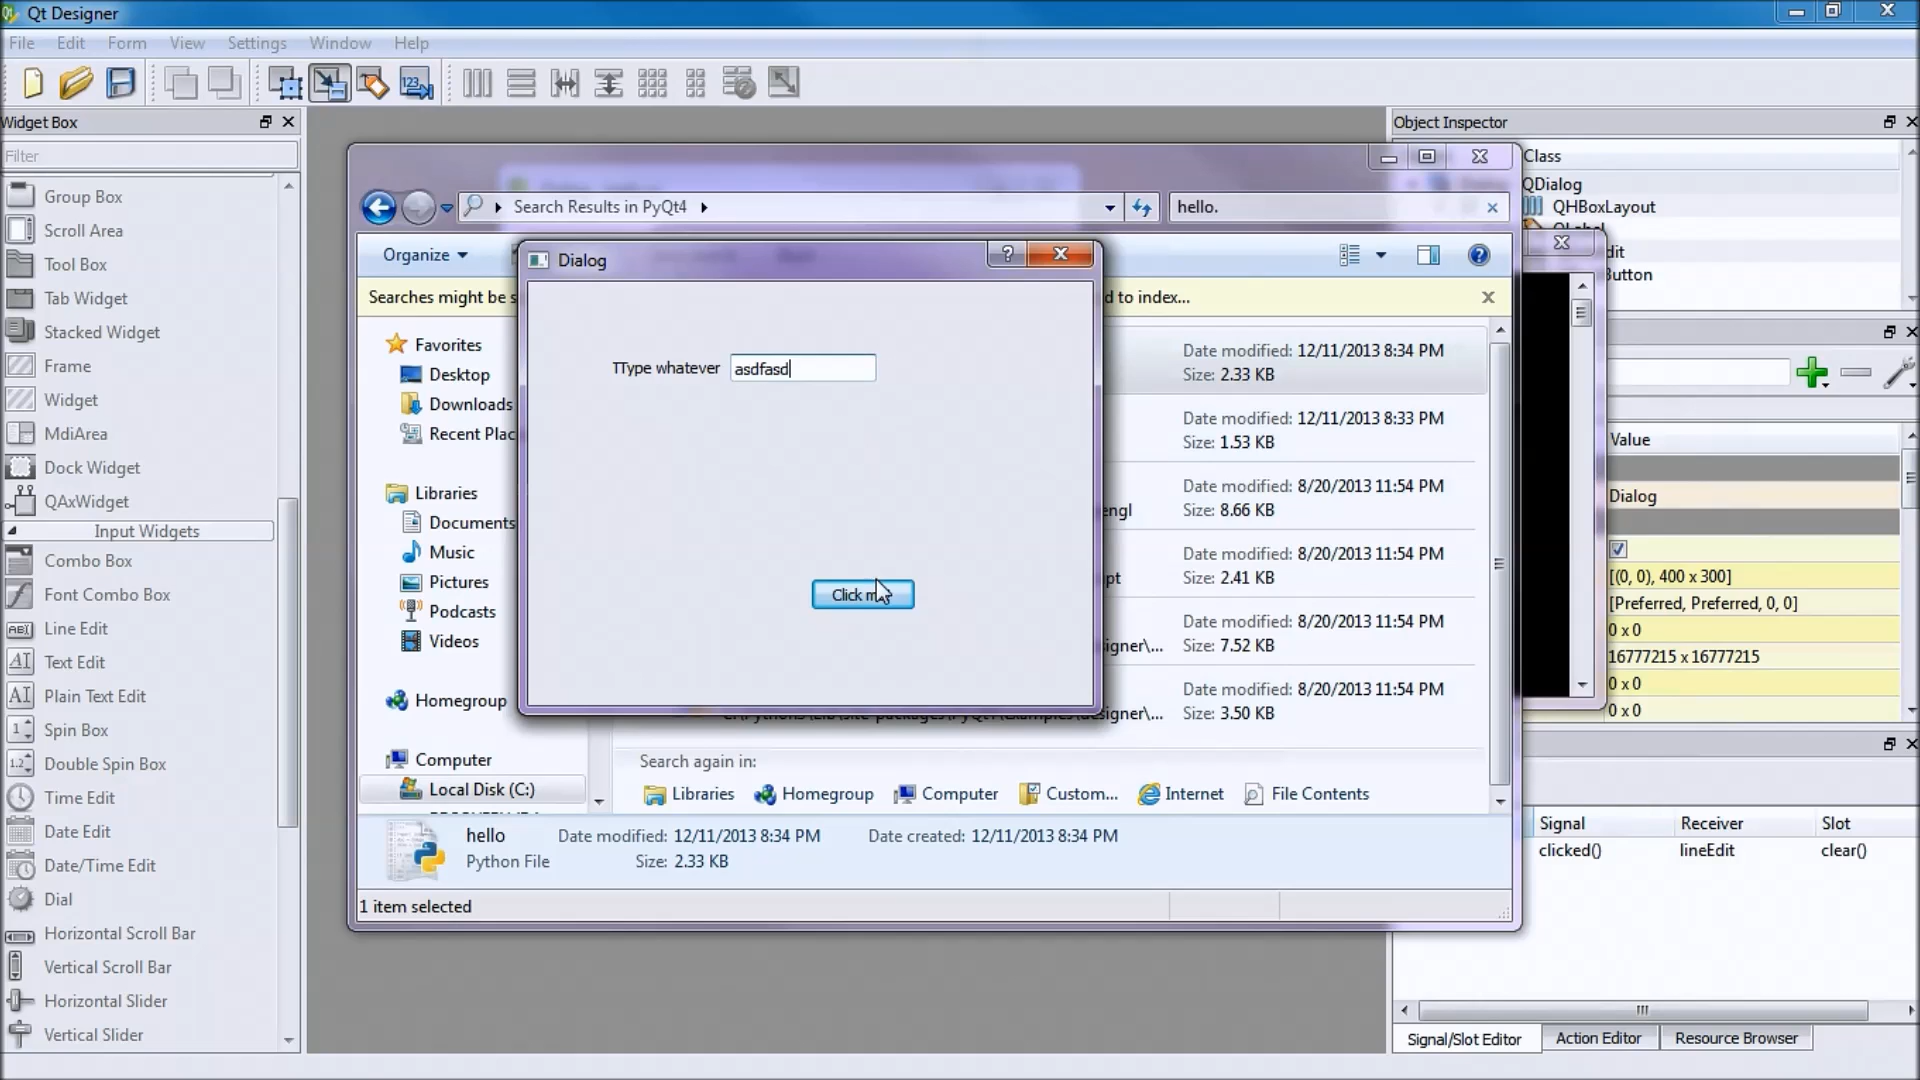 Qt Designer
File Edit Form View Settings Window Help
Widget Box
Filter
Group Box
Scroll Area
Tool Box
Tab Widget
Stacked Widget
Frame
Widget
MdiArea
Dock Widget
QAxWidget
Input Widgets
Combo Box
Font Combo Box
Line Edit
Text Edit
Plain Text Edit
Spin Box
Double Spin Box
Time Edit
Date Edit
Date/Time Edit
Dial
Horizontal Scroll Bar
Vertical Scroll Bar
Horizontal Slider
Vertical Slider
Search Results in PyQt4
hello.
Organize
Searches might be s
d to index...
Favorites
Desktop
Downloads
Recent Plac
Libraries
Documents
Music
Pictures
Podcasts
Videos
Homegroup
Computer
Local Disk (C:)
Dialog
TType whatever
asdfasd
Click m
Date modified: 12/11/2013 8:34 PM
Size: 2.33 KB
Date modified: 12/11/2013 8:33 PM
Size: 1.53 KB
Date modified: 8/20/2013 11:54 PM
engl Size: 8.66 KB
Date modified: 8/20/2013 11:54 PM
pt Size: 2.41 KB
Date modified: 8/20/2013 11:54 PM
igner\... Size: 7.52 KB
Date modified: 8/20/2013 11:54 PM
igner\... Size: 3.50 KB
Search again in:
Libraries Homegroup Computer Custom... Internet File Contents
hello Date modified: 12/11/2013 8:34 PM Date created: 12/11/2013 8:34 PM
Python File Size: 2.33 KB
1 item selected
Object Inspector
Class
QDialog
QHBoxLayout
QLabel
dit
Button
Value
Dialog
[(0, 0), 400 x 300]
[Preferred, Preferred, 0, 0]
0 x 0
16777215 x 16777215
0 x 0
0 x 0
Signal Receiver Slot
clicked() lineEdit clear()
Signal/Slot Editor Action Editor Resource Browser